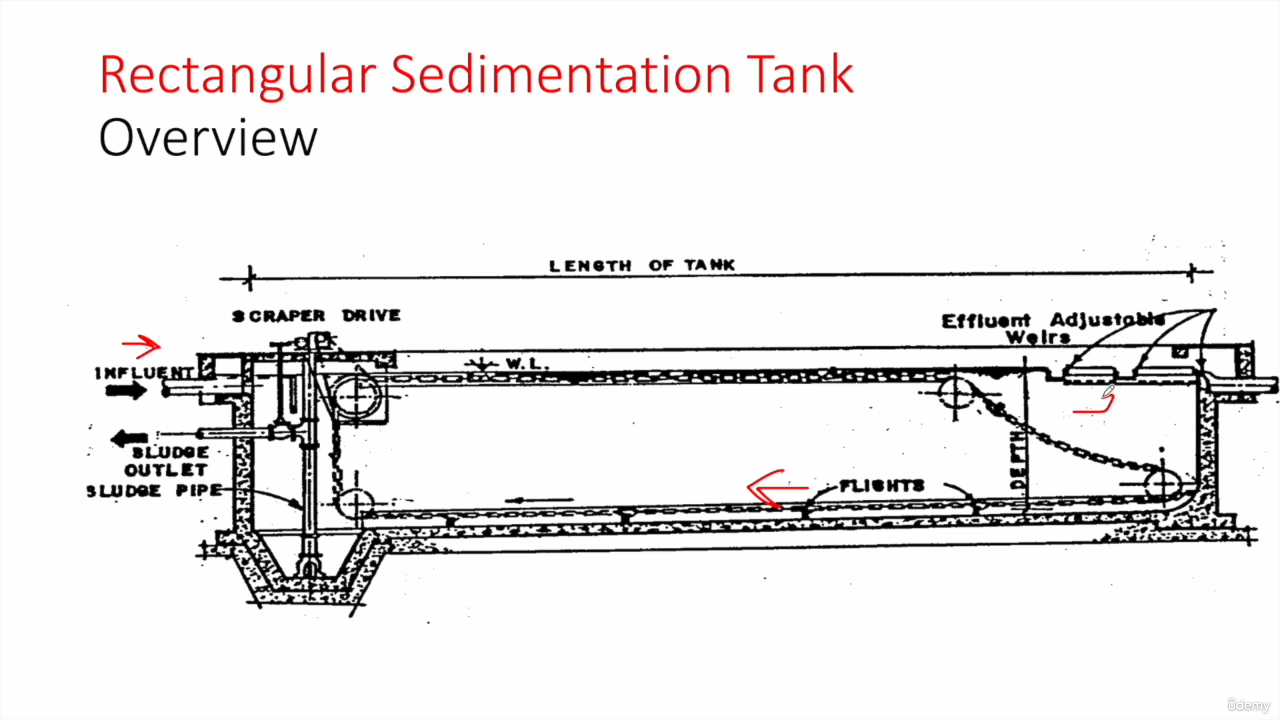 Rectangular Sedimentation Tank
Overview
LENGTH OF TANK
SCRAPER DRIVE
Effluent Adjustable
Weirs
W.L.
INFLUENT
SLUDGE
OUTLET
SLUDGE PIPE
DEPTH
FLIGHTS
ûdemy